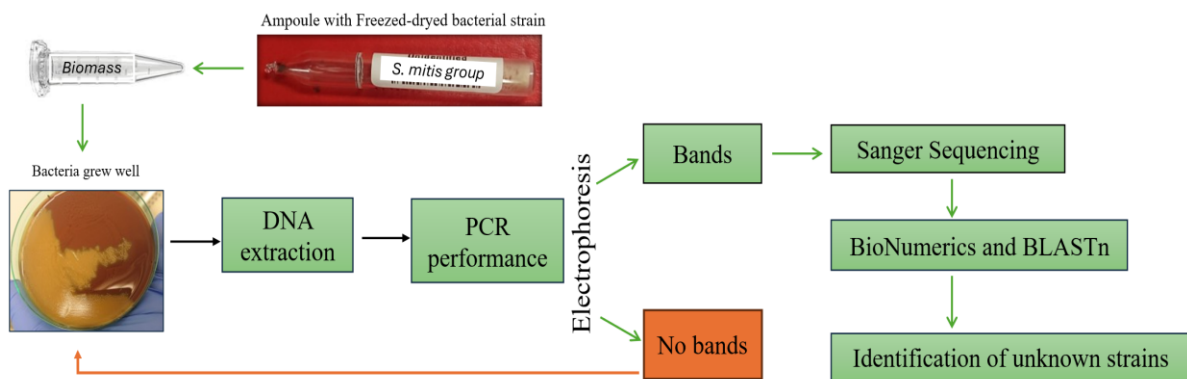 Ampoule with Freezed-dryed bacterial strain
Biomass
S. mitis group
Bacteria grew well
DNA
extraction
PCR
performance
Electrophoresis
Bands
No bands
Sanger Sequencing
BioNumerics and BLASTn
Identification of unknown strains